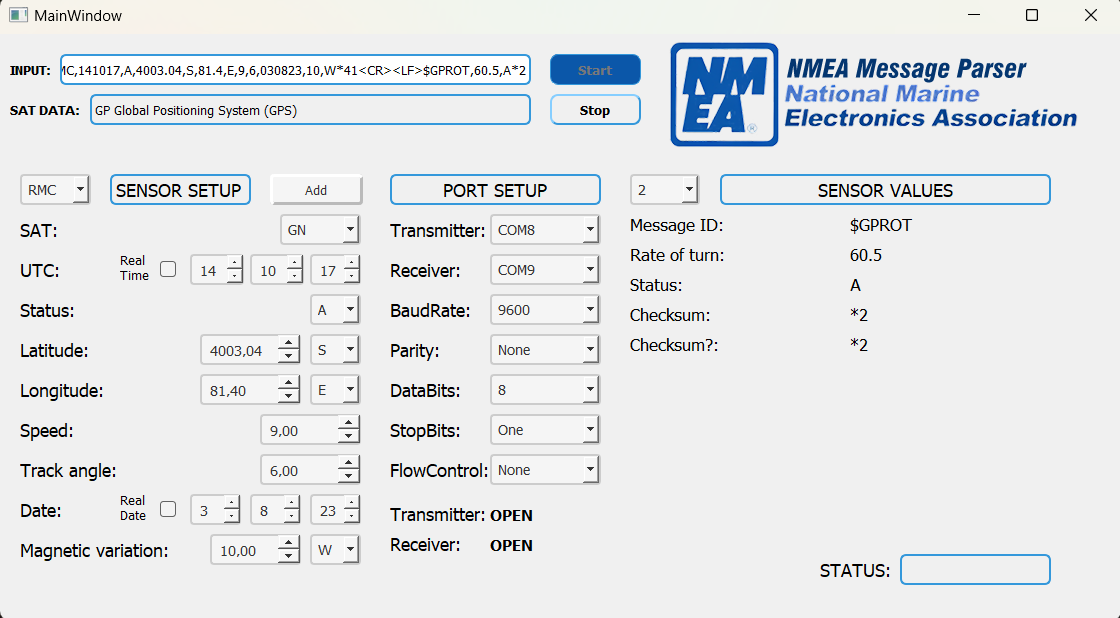 MainWindow
INPUT: MC,141017,A,4003.04,S,81.4,E,9,6,030823,10,W*41<CR><LF>$GPROT,60.5,A*2
Start
SAT DATA: GP Global Positioning System (GPS)
Stop
NM
EA®
NMEA Message Parser
National Marine
Electronics Association
RMC SENSOR SETUP Add
SAT: GN
UTC: Real Time 14 10 17
Status: A
Latitude: 4003,04 S
Longitude: 81,40 E
Speed: 9,00
Track angle: 6,00
Date: Real Date 3 8 23
Magnetic variation: 10,00 W
PORT SETUP
Transmitter: COM8
Receiver: COM9
BaudRate: 9600
Parity: None
DataBits: 8
StopBits: One
FlowControl: None
Transmitter: OPEN
Receiver: OPEN
2 SENSOR VALUES
Message ID: $GPROT
Rate of turn: 60.5
Status: A
Checksum: *2
Checksum?: *2
STATUS: